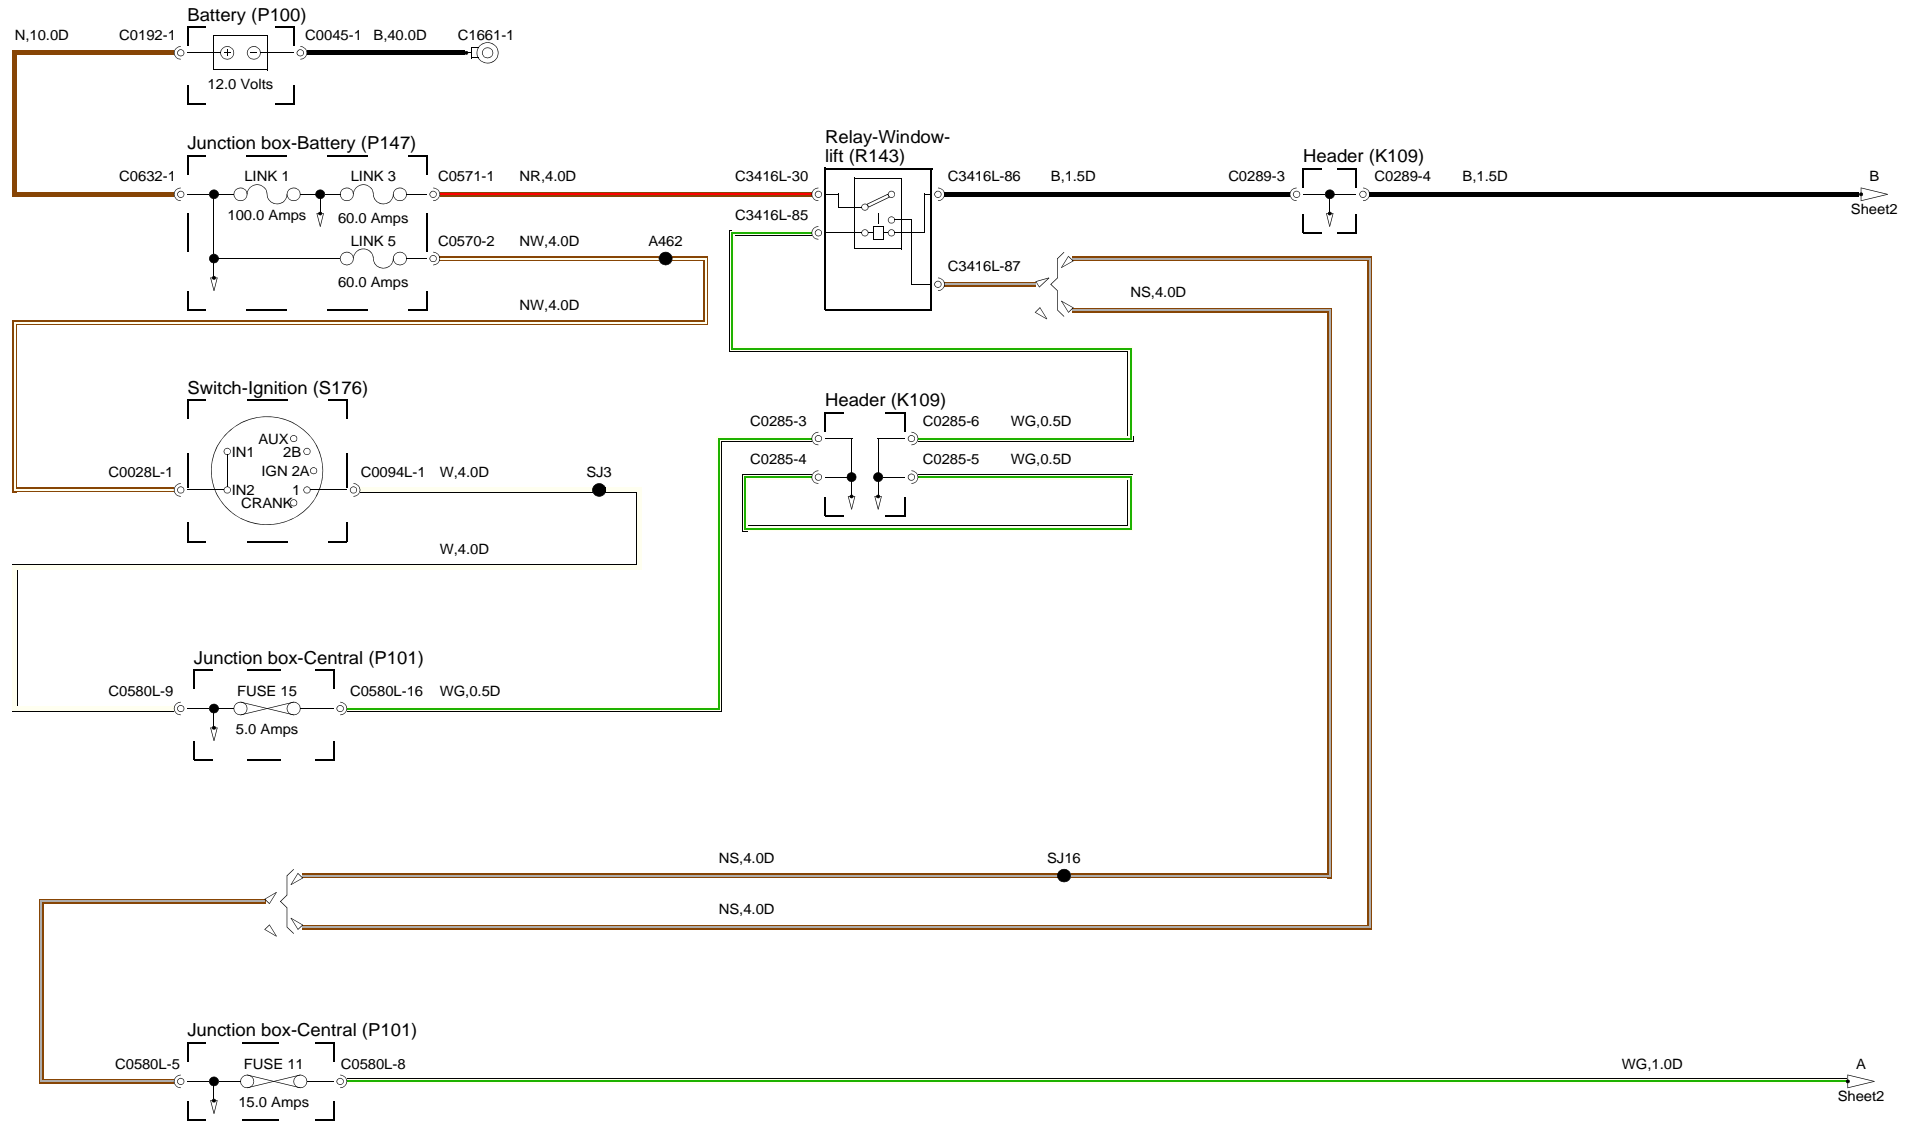 Battery (P100)
N,10.0D
C0192-1
C0045-1
B,40.0D
C1661-1
12.0 Volts
Junction box-Battery (P147)
C0632-1
LINK 1
100.0 Amps
LINK 3
60.0 Amps
C0571-1
NR,4.0D
LINK 5
60.0 Amps
C0570-2
NW,4.0D
A462
NW,4.0D
Relay-Window-
lift (R143)
C3416L-30
C3416L-85
C3416L-86
B,1.5D
C3416L-87
NS,4.0D
Header (K109)
C0289-3
C0289-4
B,1.5D
B
Sheet2
Switch-Ignition (S176)
C0028L-1
AUX
IN1
2B
IGN 2A
IN2
1
CRANK
C0094L-1
W,4.0D
SJ3
W,4.0D
Header (K109)
C0285-3
C0285-6
WG,0.5D
C0285-4
C0285-5
WG,0.5D
Junction box-Central (P101)
C0580L-9
FUSE 15
5.0 Amps
C0580L-16
WG,0.5D
NS,4.0D
SJ16
NS,4.0D
Junction box-Central (P101)
C0580L-5
FUSE 11
15.0 Amps
C0580L-8
WG,1.0D
A
Sheet2